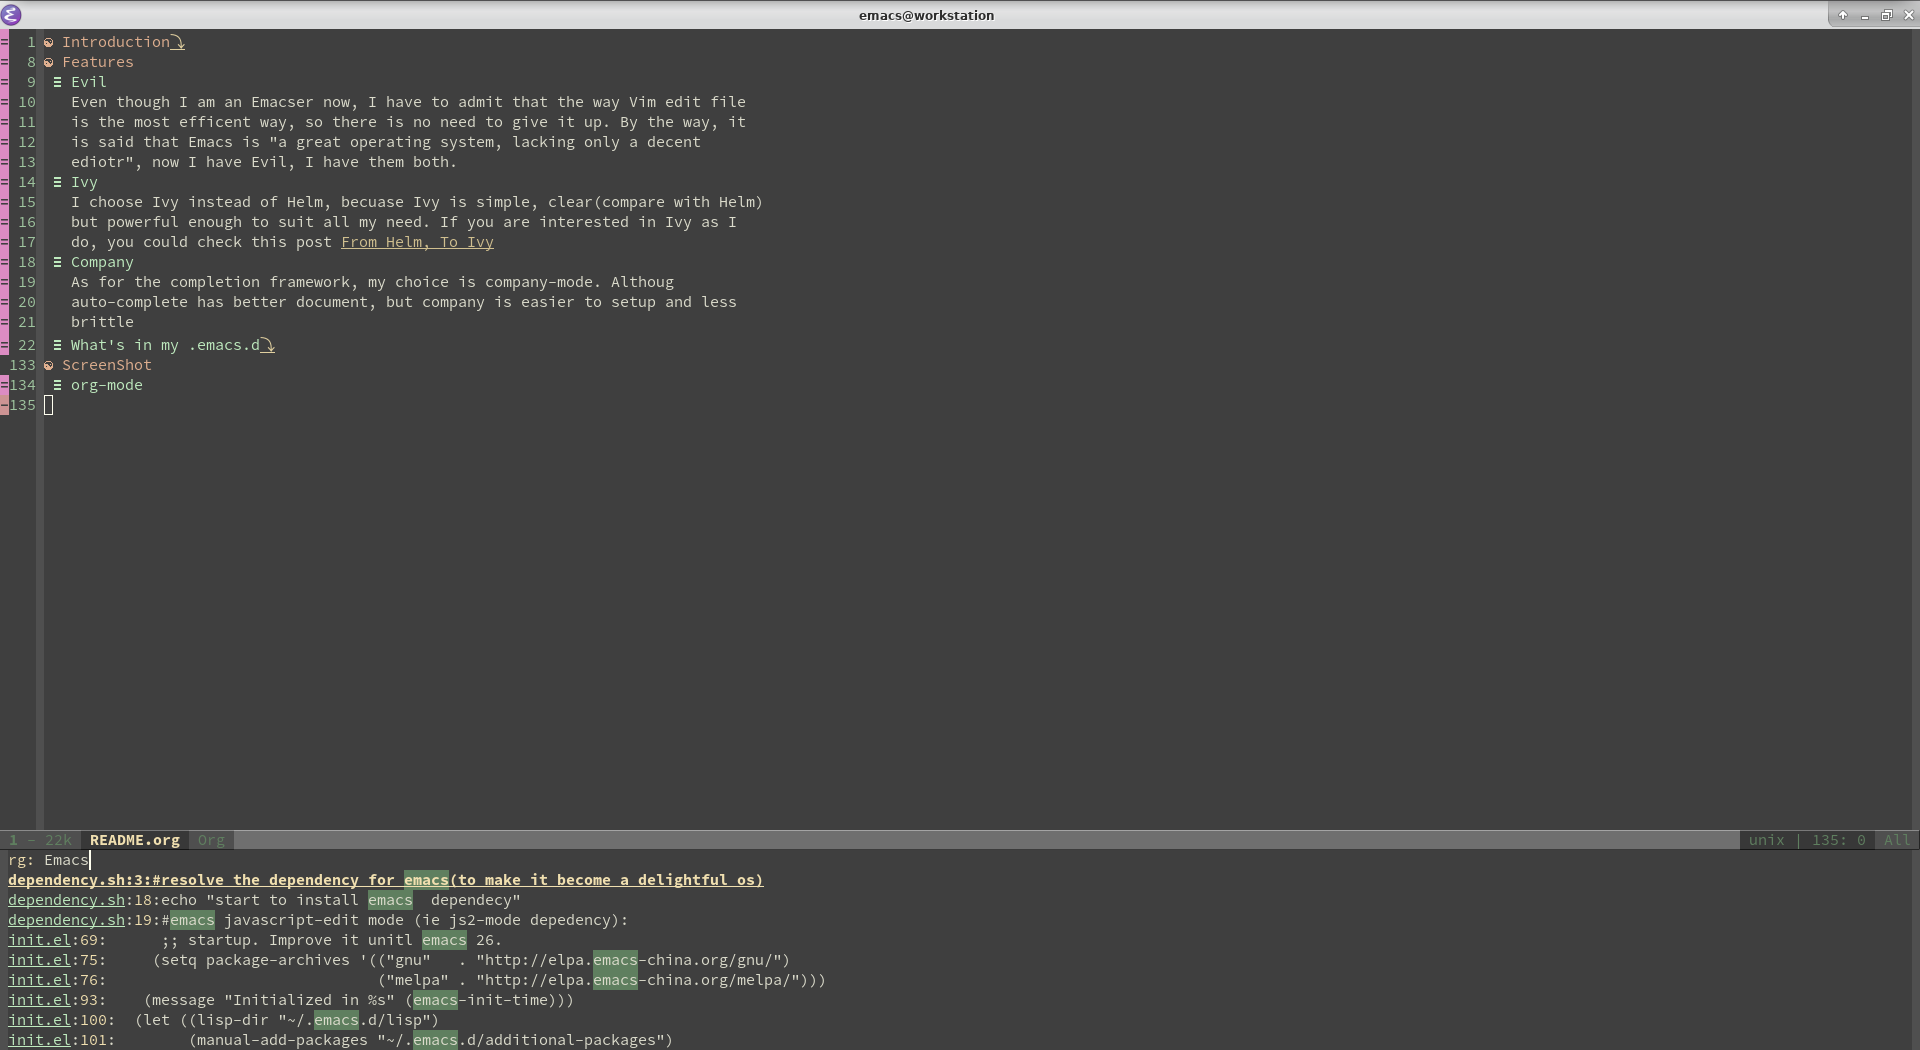 emacs@workstation
1 Introduction⤵
8 Features
9 Evil
10 Even though I am an Emacser now, I have to admit that the way Vim edit file
11 is the most efficent way, so there is no need to give it up. By the way, it
12 is said that Emacs is "a great operating system, lacking only a decent
13 ediotr", now I have Evil, I have them both.
14 Ivy
15 I choose Ivy instead of Helm, becuase Ivy is simple, clear(compare with Helm)
16 but powerful enough to suit all my need. If you are interested in Ivy as I
17 do, you could check this post From Helm, To Ivy
18 Company
19 As for the completion framework, my choice is company-mode. Althoug
20 auto-complete has better document, but company is easier to setup and less
21 brittle
22 What's in my .emacs.d⤵
133 ScreenShot
134 org-mode
135
1 - 22k README.org Org unix | 135: 0 All
rg: Emacs
dependency.sh:3:#resolve the dependency for emacs(to make it become a delightful os)
dependency.sh:18:echo "start to install emacs  dependecy"
dependency.sh:19:#emacs javascript-edit mode (ie js2-mode depedency):
init.el:69:      ;; startup. Improve it unitl emacs 26.
init.el:75:     (setq package-archives '(("gnu"   . "http://elpa.emacs-china.org/gnu/")
init.el:76:                              ("melpa" . "http://elpa.emacs-china.org/melpa/")))
init.el:93:    (message "Initialized in %s" (emacs-init-time)))
init.el:100:  (let ((lisp-dir "~/.emacs.d/lisp")
init.el:101:        (manual-add-packages "~/.emacs.d/additional-packages")